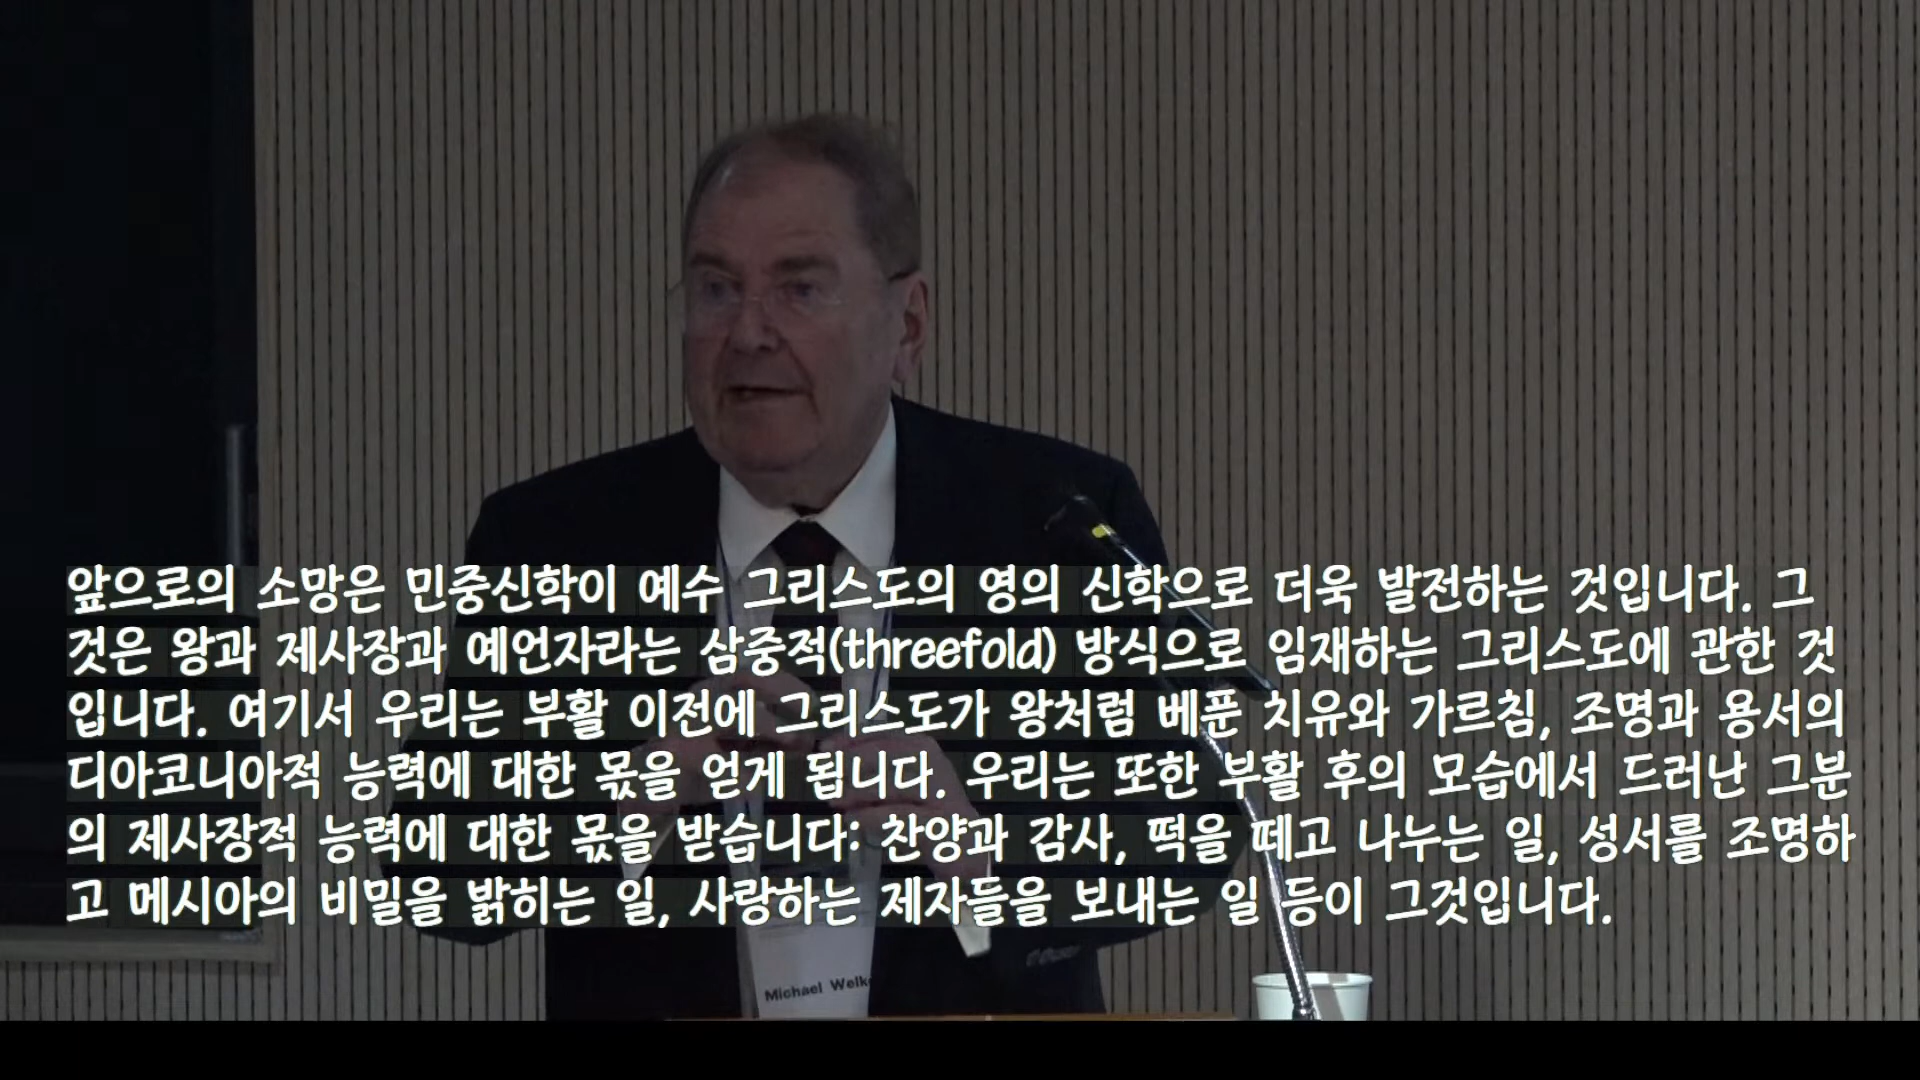 앞으로의 소망은 민중신학이 예수 그리스도의 영의 신학으로 더욱 발전하는 것입니다. 그
것은 왕과 제사장과 예언자라는 삼중적(threefold) 방식으로 임재하는 그리스도에 관한 것
입니다. 여기서 우리는 부활 이전에 그리스도가 왕처럼 베푼 치유와 가르침, 조명과 용서의
디아코니아적 능력에 대한 몫을 얻게 됩니다. 우리는 또한 부활 후의 모습에서 드러난 그분
의 제사장적 능력에 대한 몫을 받습니다: 찬양과 감사, 떡을 떼고 나누는 일, 성서를 조명하
고 메시아의 비밀을 밝히는 일, 사랑하는 제자들을 보내는 일 등이 그것입니다.
Michael